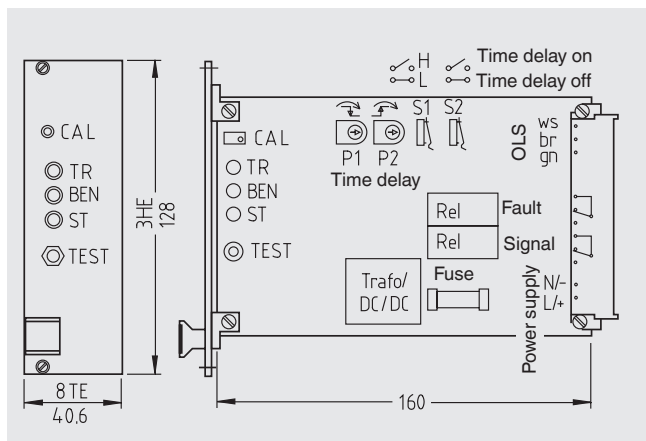 CAL
TR
BEN
ST
TEST
3HE
128
8TE
40,6
H
L
Time delay on
Time delay off
S1
S2
P1
P2
Time delay
CAL
TR
BEN
ST
TEST
OLS
ws
br
gn
Rel
Fault
Rel
Signal
Trafo/
DC/DC
Fuse
Power supply
N/-
L/+
160